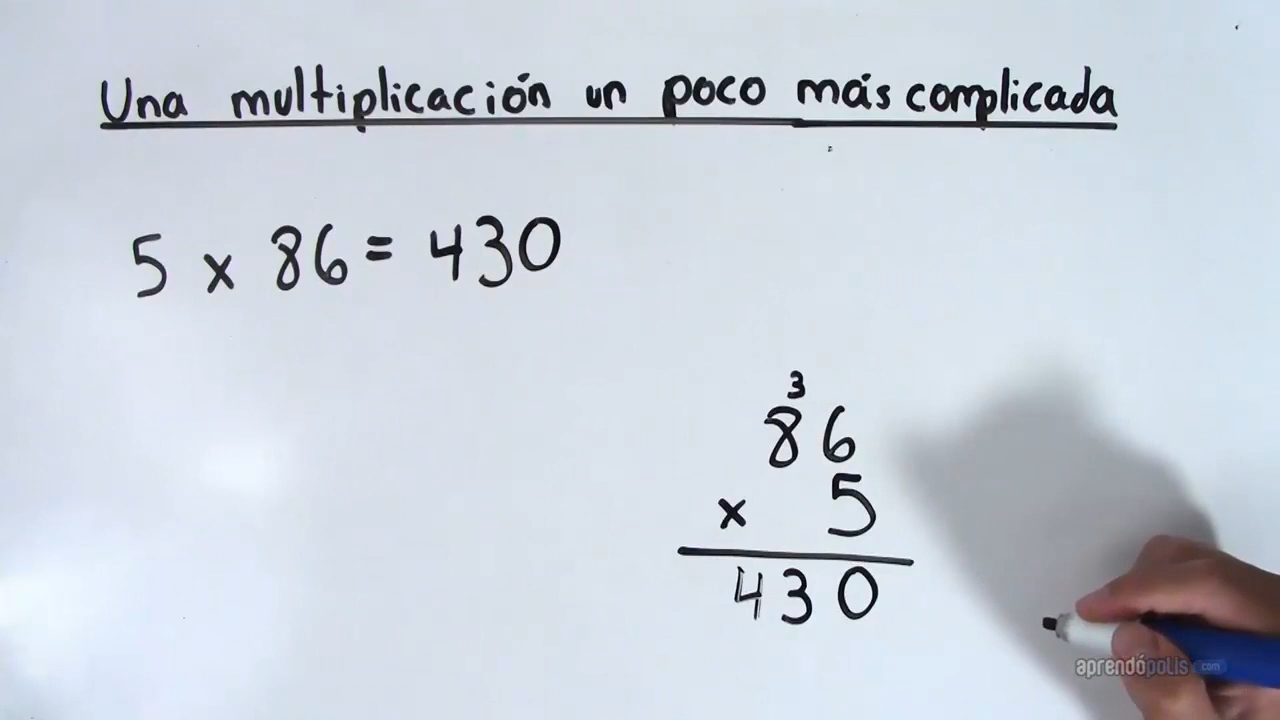 Una multiplicación un poco más complicada
5 x 86 = 430
3
86
x 5
430
aprendópolis.com